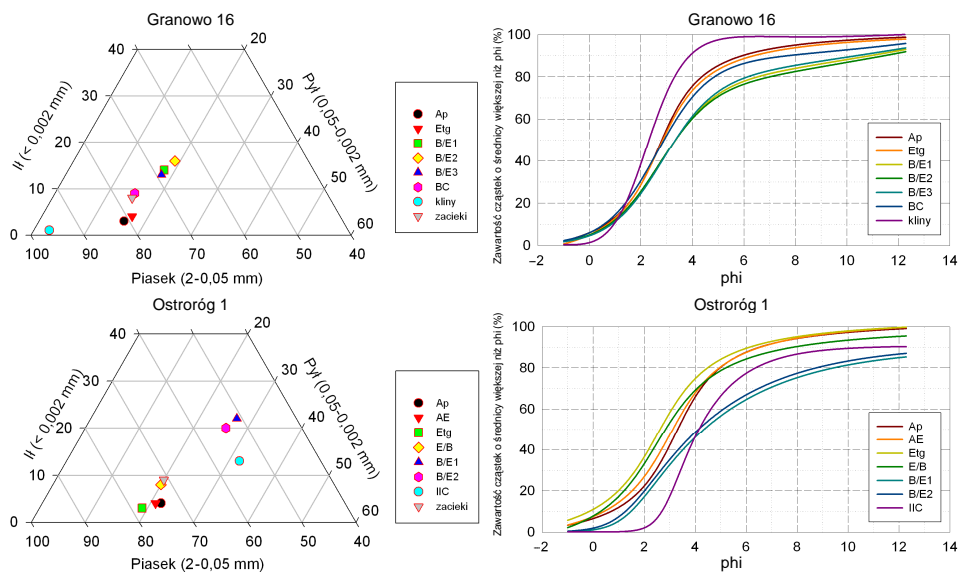 Granowo 16
40
30
20
10
0
20
30
40
50
60
Ił (< 0,002 mm)
Pył (0,05-0,002 mm)
100
90
80
70
60
50
40
Piasek (2-0,05 mm)
Ap
Etg
B/E1
B/E2
B/E3
BC
kliny
zacieki
Granowo 16
Zawartość cząstek o średnicy większej niż phi (%)
100
80
60
40
20
0
−2
0
2
4
6
8
10
12
14
phi
Ap
Etg
B/E1
B/E2
B/E3
BC
kliny
Ostroróg 1
40
30
20
10
0
20
30
40
50
60
Ił (< 0,002 mm)
Pył (0,05-0,002 mm)
100
90
80
70
60
50
40
Piasek (2-0,05 mm)
Ap
AE
Etg
E/B
B/E1
B/E2
IIC
zacieki
Ostroróg 1
Zawartość cząstek o średnicy większej niż phi (%)
100
80
60
40
20
0
−2
0
2
4
6
8
10
12
14
phi
Ap
AE
Etg
E/B
B/E1
B/E2
IIC